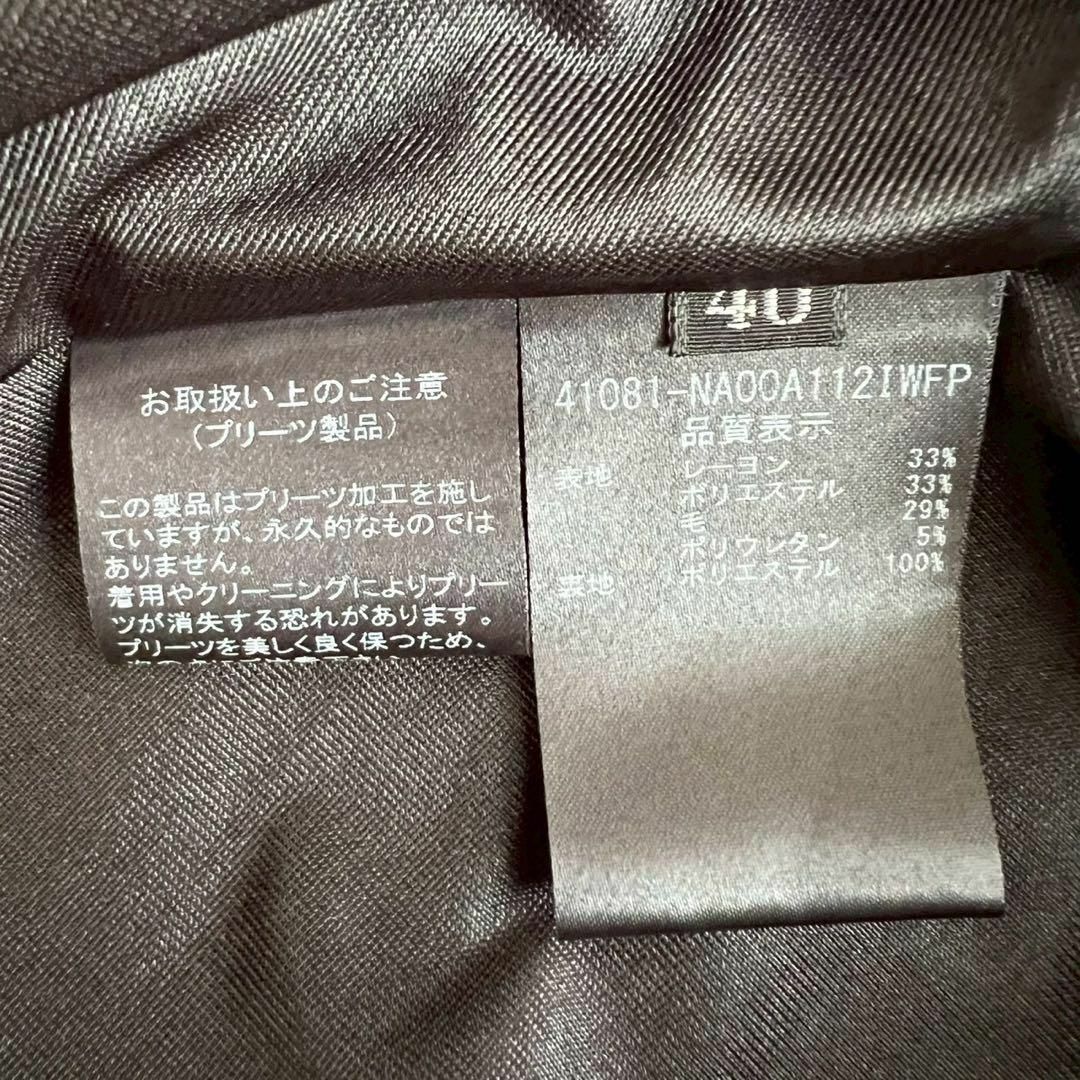 お取扱い上のご注意
(プリーツ製品)
この製品はプリーツ加工を施し
ていますが、永久的なものでは
ありません。
着用やクリーニングによりプリー
ツが消失する恐れがあります。
プリーツを美しく良く保つため、
40
41081-NA00A112IWFP
品質表示
表地 レーヨン 33%
ポリエステル 33%
毛 29%
ポリウレタン 5%
表地 ポリエステル 100%